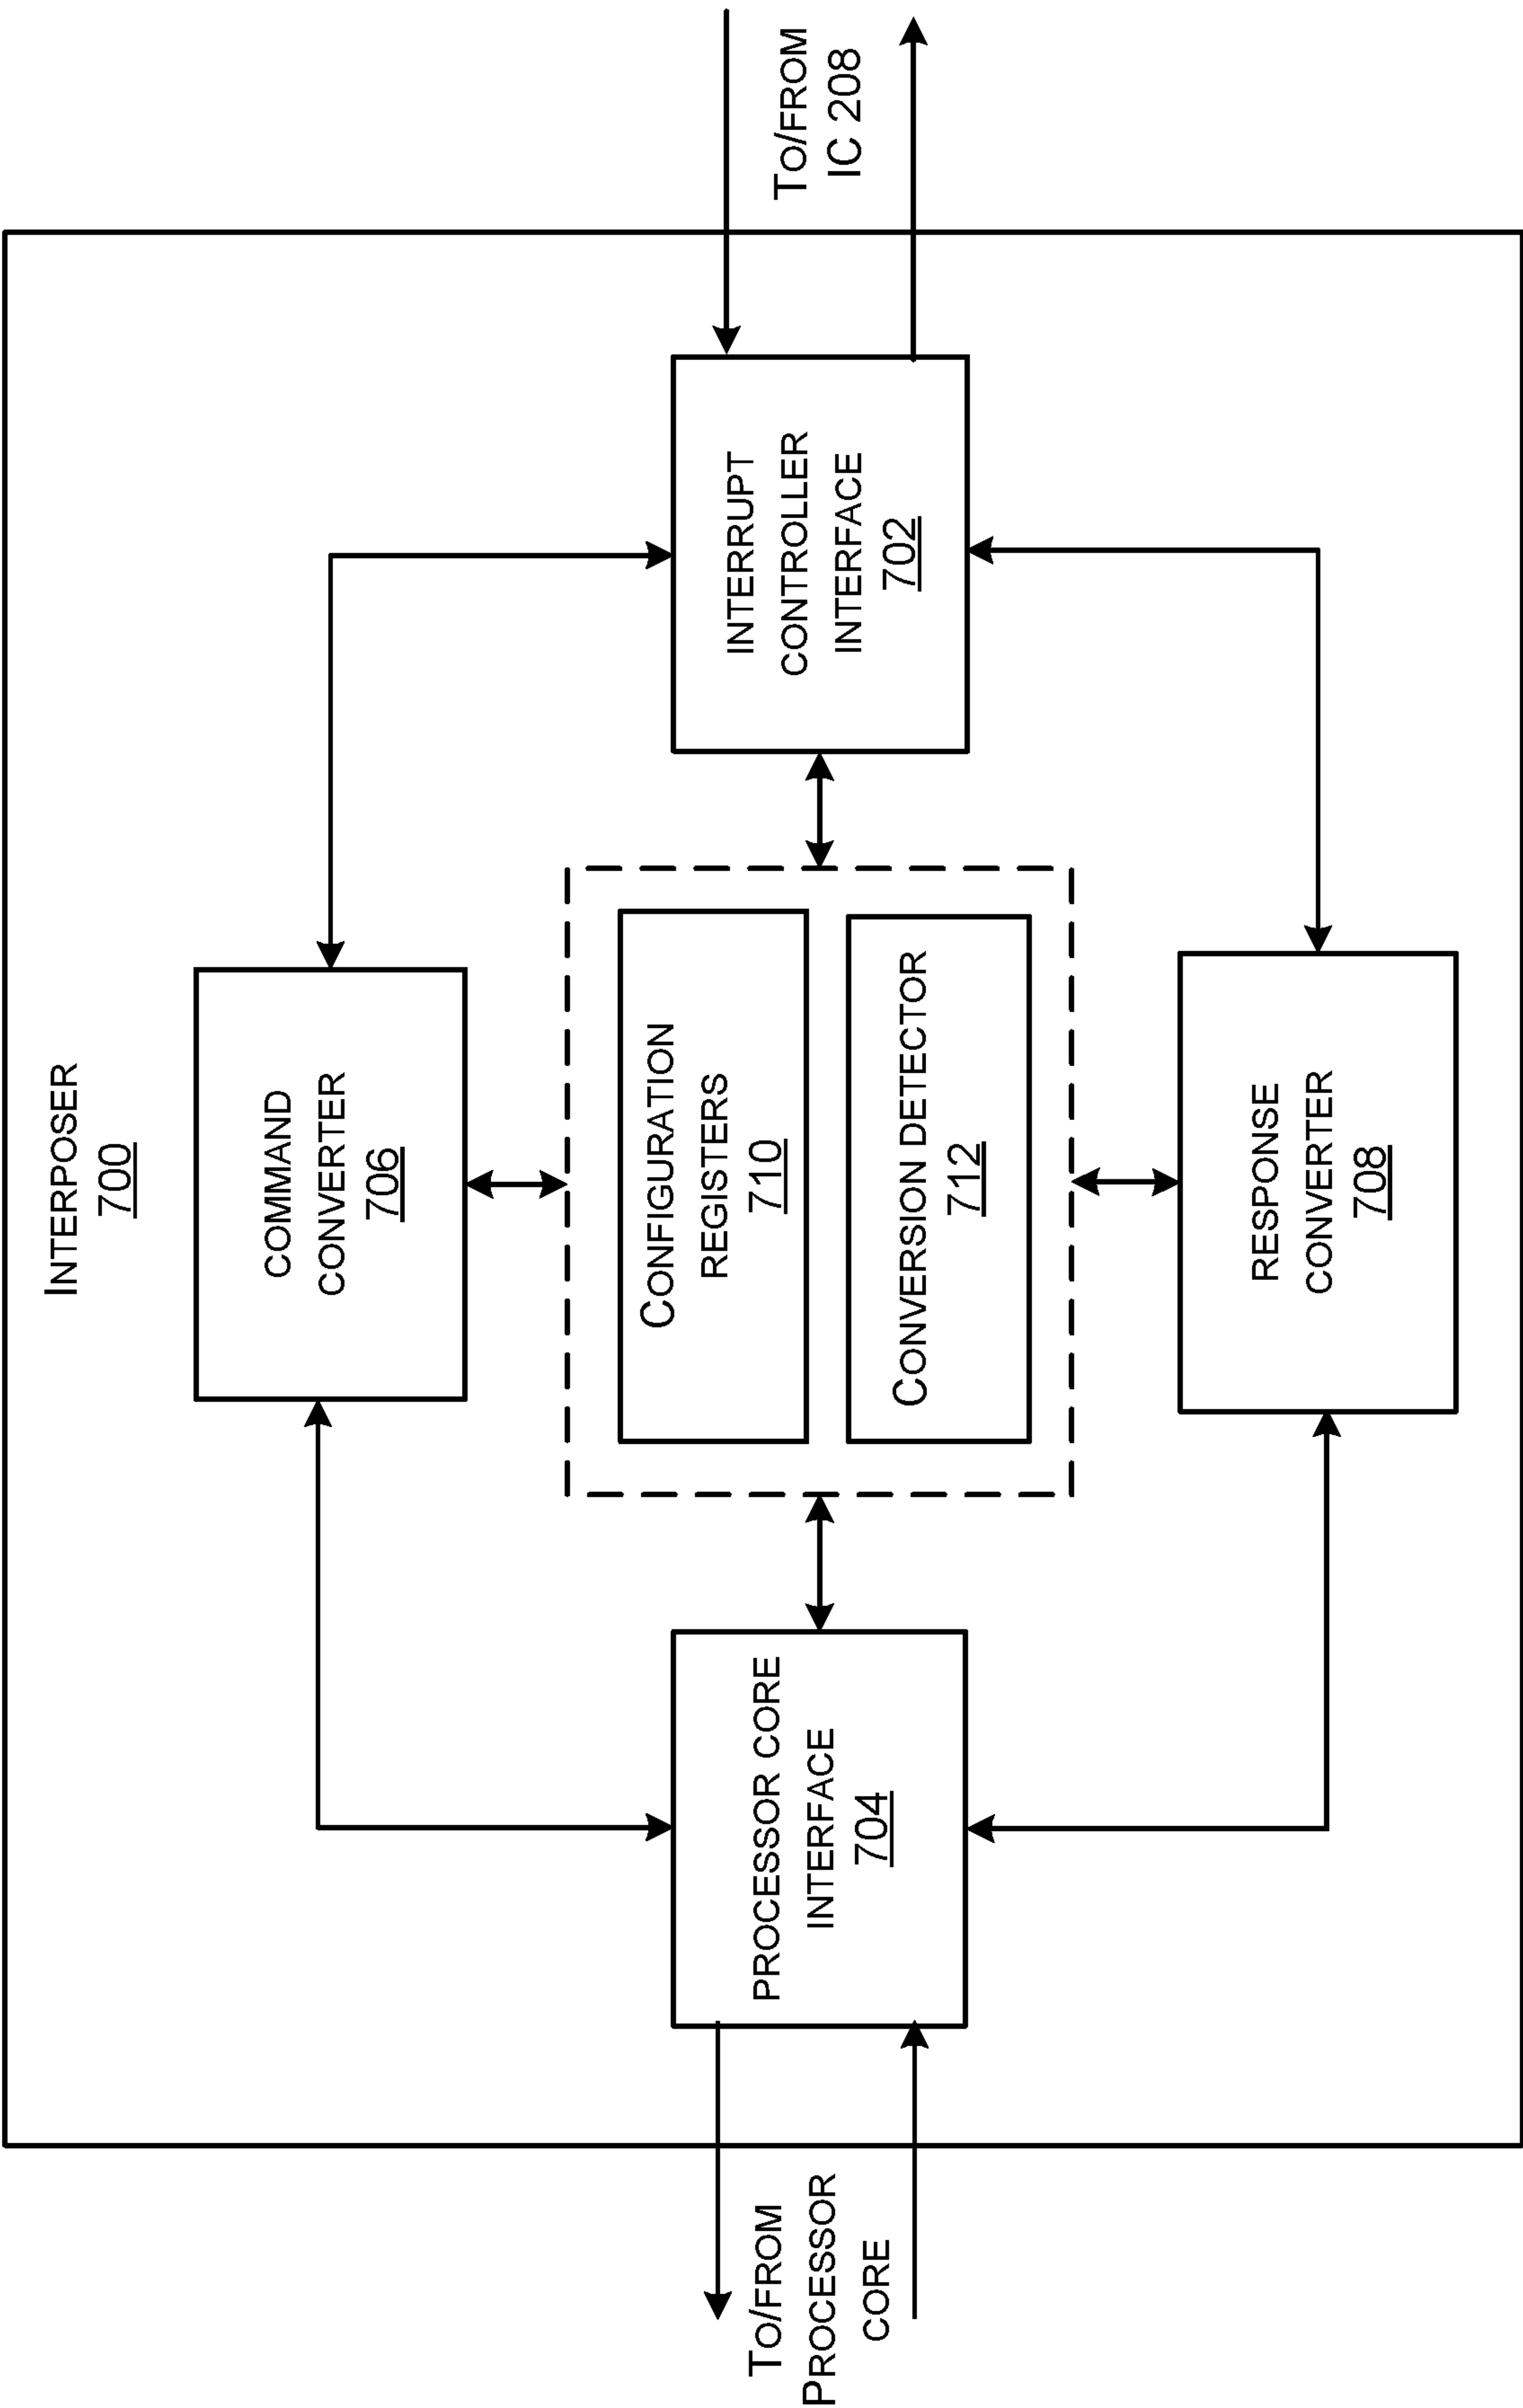 INTERPOSER
700
COMMAND
CONVERTER
706
TO/FROM
PROCESSOR
CORE
PROCESSOR CORE
INTERFACE
704
CONFIGURATION
REGISTERS
710
CONVERSION DETECTOR
712
INTERRUPT
CONTROLLER
INTERFACE
702
TO/FROM
IC 208
RESPONSE
CONVERTER
708